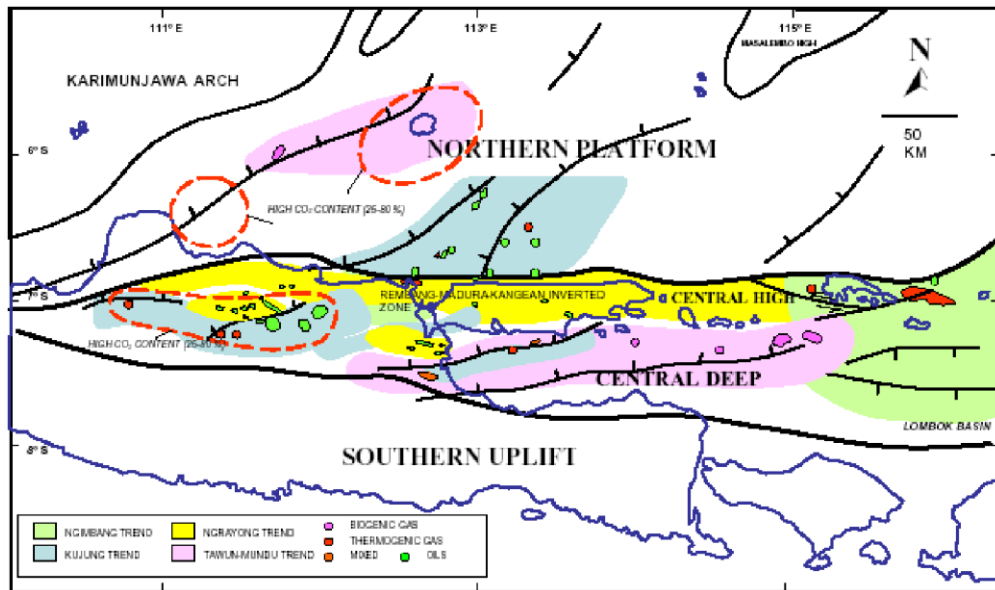 111° E
113° E
115° E
MASALEMBO HIGH
N
KARIMUNJAWA ARCH
50
KM
6° S
NORTHERN PLATFORM
HIGH CO₂ CONTENT (25-80 %)
7° S
REMBANG-MADURA-KANGEAN INVERTED
ZONE
CENTRAL HIGH
HIGH CO₂ CONTENT (25-80 %)
CENTRAL DEEP
LOMBOK BASIN
8° S
SOUTHERN UPLIFT
NGIMBANG TREND
NGRAYONG TREND
BIOGENIC GAS
THERMOGENIC GAS
KUJUNG TREND
TAWUN-MUNDU TREND
MIXED
OILS